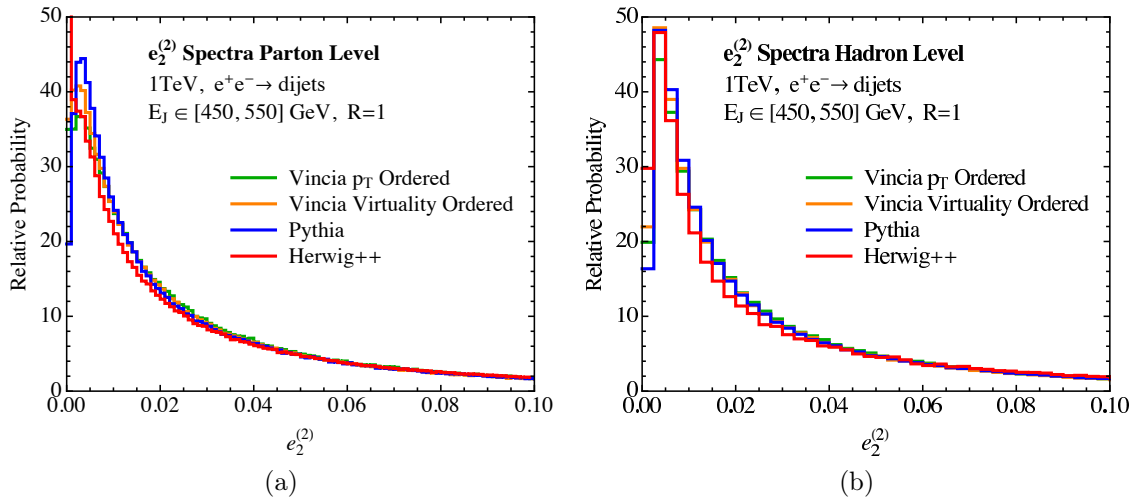 e₂⁽²⁾ Spectra Parton Level
1TeV, e⁺e⁻→ dijets
E_J ∈ [450, 550] GeV, R=1
Vincia p_T Ordered
Vincia Virtuality Ordered
Pythia
Herwig++
Relative Probability
50
40
30
20
10
0
0.00 0.02 0.04 0.06 0.08 0.10
e₂⁽²⁾
(a)
e₂⁽²⁾ Spectra Hadron Level
1TeV, e⁺e⁻→ dijets
E_J ∈ [450, 550] GeV, R=1
Vincia p_T Ordered
Vincia Virtuality Ordered
Pythia
Herwig++
Relative Probability
50
40
30
20
10
0
0.00 0.02 0.04 0.06 0.08 0.10
e₂⁽²⁾
(b)